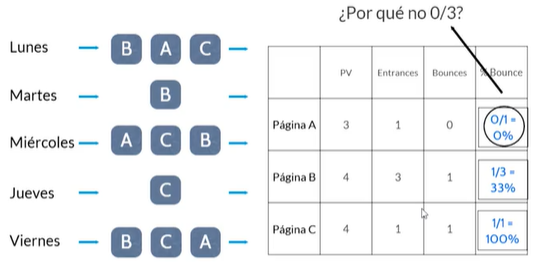 ¿Por qué no 0/3?
Lunes B A C
Martes B
Miércoles A C B
Jueves C
Viernes B C A
PV Entrances Bounces % Bounce
Página A 3 1 0 0/1 = 0%
Página B 4 3 1 1/3 = 33%
Página C 4 1 1 1/1 = 100%